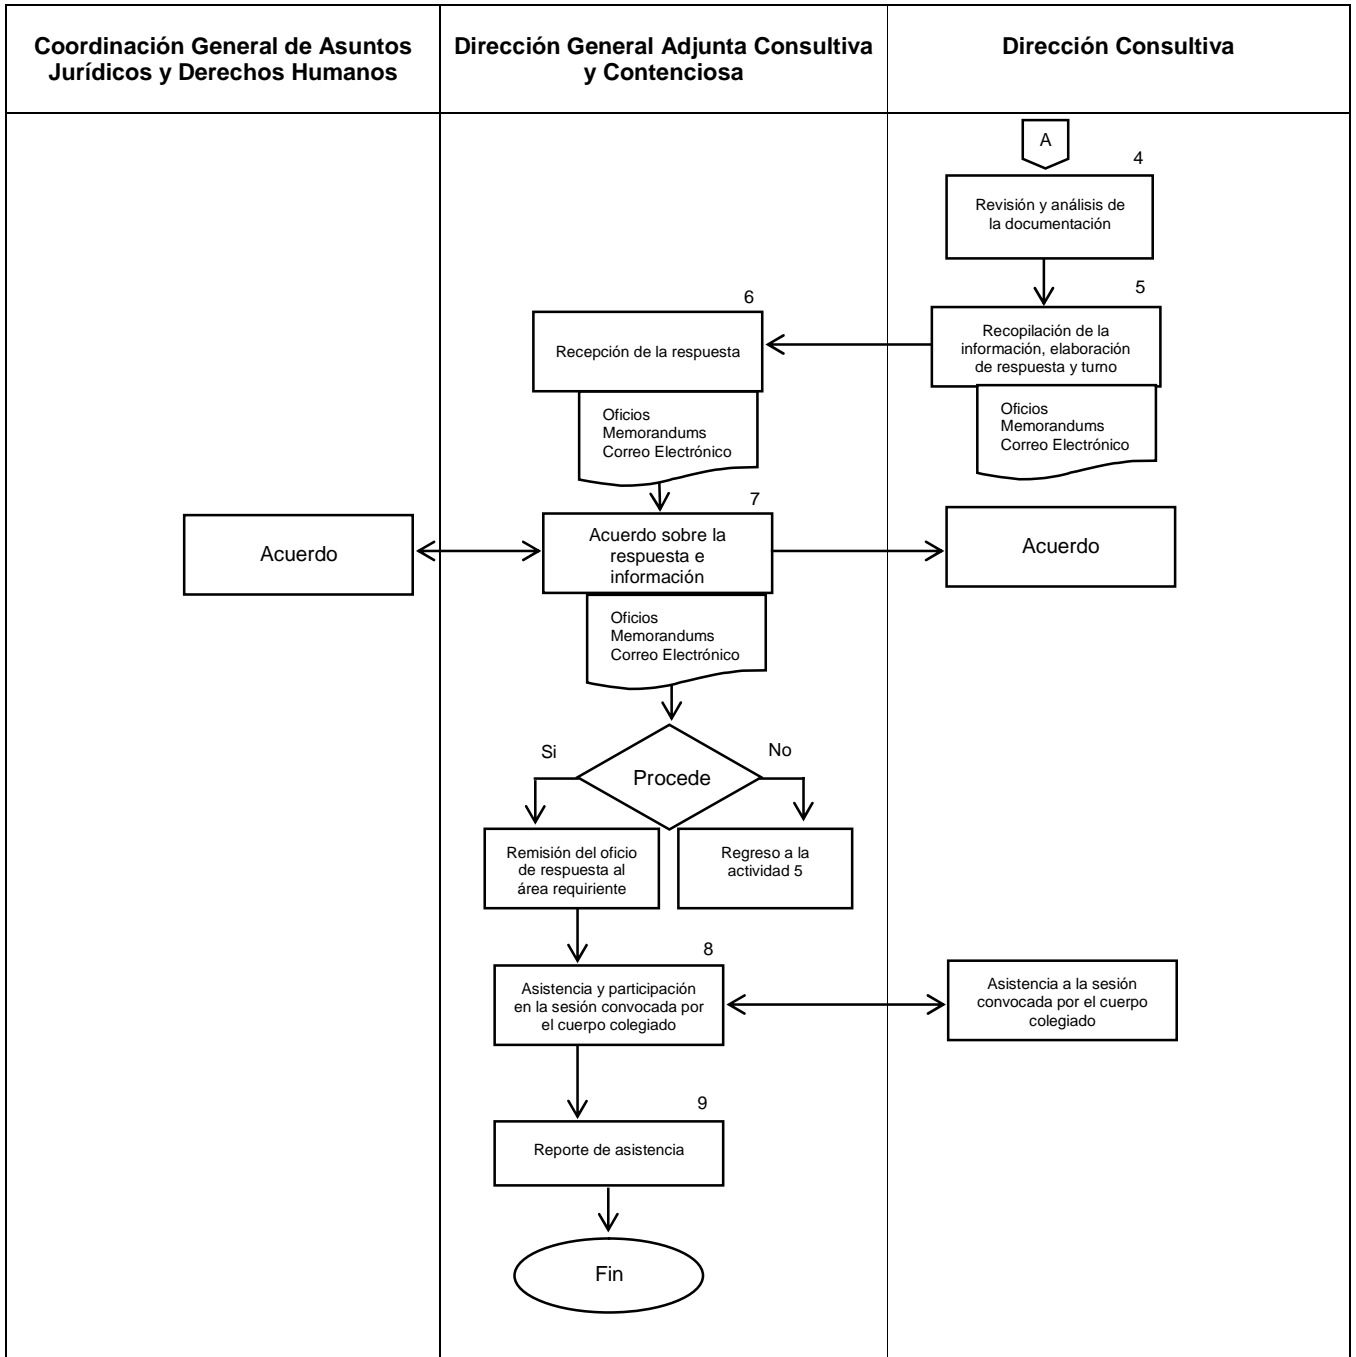 Coordinación General de Asuntos
Jurídicos y Derechos Humanos
Dirección General Adjunta Consultiva
y Contenciosa
Dirección Consultiva
A
4
Revisión y análisis de
la documentación
5
Recopilación de la
información, elaboración
de respuesta y turno
Oficios
Memorandums
Correo Electrónico
6
Recepción de la respuesta
Oficios
Memorandums
Correo Electrónico
7
Acuerdo
Acuerdo sobre la
respuesta e
información
Acuerdo
Oficios
Memorandums
Correo Electrónico
Si
No
Procede
Remisión del oficio
de respuesta al
área requiriente
Regreso a la
actividad 5
8
Asistencia y participación
en la sesión convocada por
el cuerpo colegiado
Asistencia a la sesión
convocada por el cuerpo
colegiado
9
Reporte de asistencia
Fin